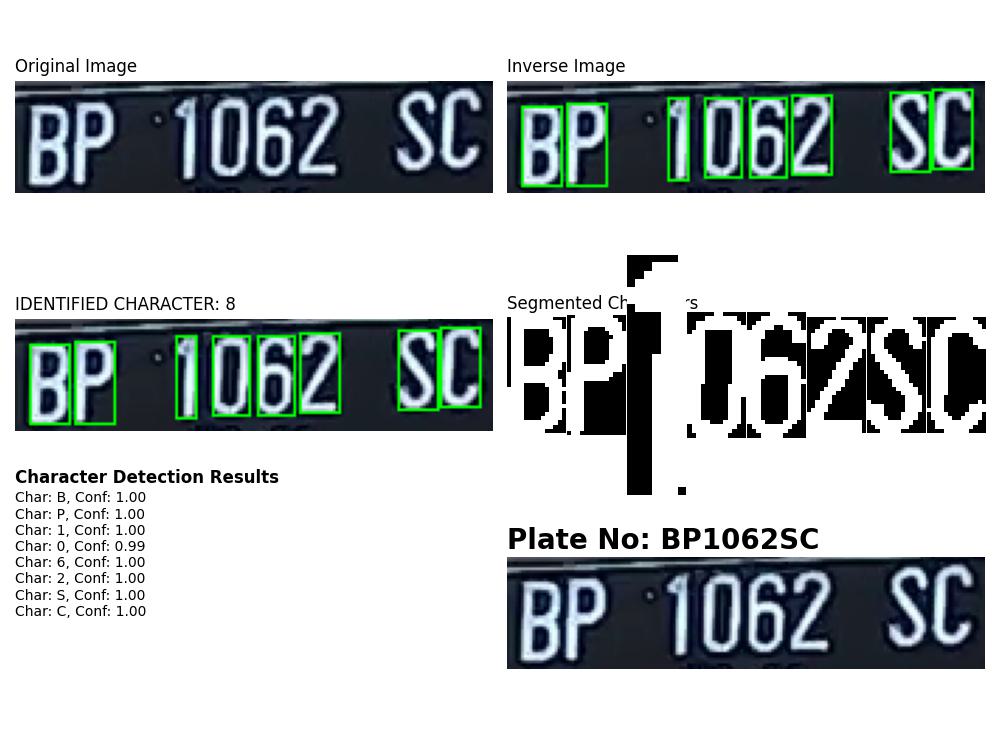 Original Image
BP 1062 SC
Inverse Image
BP 1062 SC
IDENTIFIED CHARACTER: 8
BP 1062 SC
Segmented Ch rs
BP1062SC
Character Detection Results
Char: B, Conf: 1.00
Char: P, Conf: 1.00
Char: 1, Conf: 1.00
Char: 0, Conf: 0.99
Char: 6, Conf: 1.00
Char: 2, Conf: 1.00
Char: S, Conf: 1.00
Char: C, Conf: 1.00
Plate No: BP1062SC
BP 1062 SC